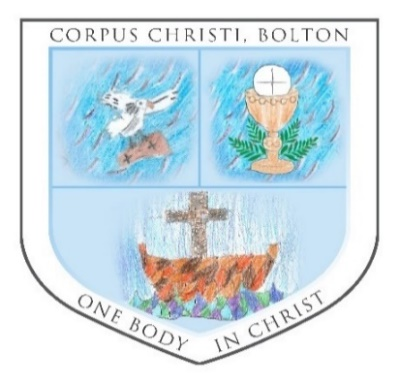 CORPUS CHRISTI, BOLTON
ONE BODY IN CHRIST